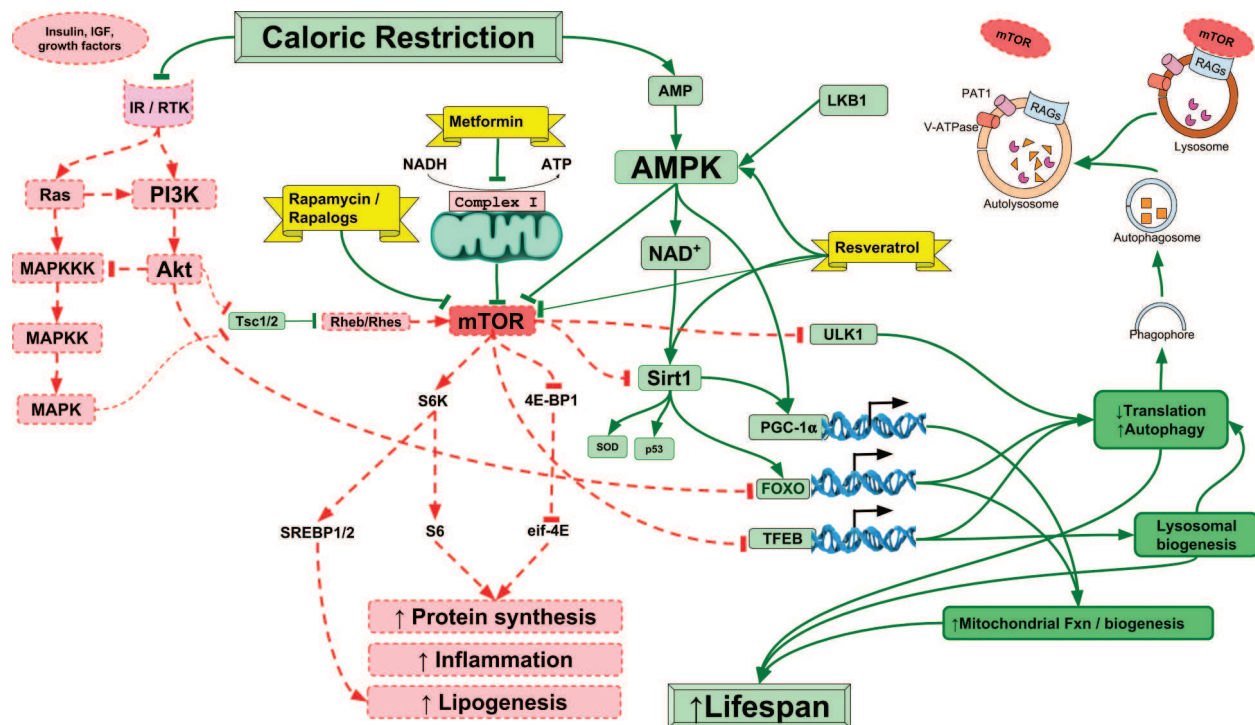 Insulin, IGF,
growth factors
Caloric Restriction
mTOR
mTOR
RAGs
IR / RTK
AMP
LKB1
PAT1
RAGs
V-ATPase
Lysosome
Metformin
NADH
ATP
AMPK
Autolysosome
Ras
PI3K
Rapamycin /
Rapalogs
Complex I
Autophagosome
NAD+
Resveratrol
MAPKKK
Akt
Tsc1/2
Rheb/Rhes
mTOR
ULK1
Phagophore
MAPKK
Sirt1
MAPK
S6K
4E-BP1
PGC-1α
↓Translation
↑Autophagy
SOD
p53
FOXO
SREBP1/2
S6
eif-4E
TFEB
Lysosomal
biogenesis
↑ Protein synthesis
↑Mitochondrial Fxn / biogenesis
↑ Inflammation
↑ Lipogenesis
↑Lifespan